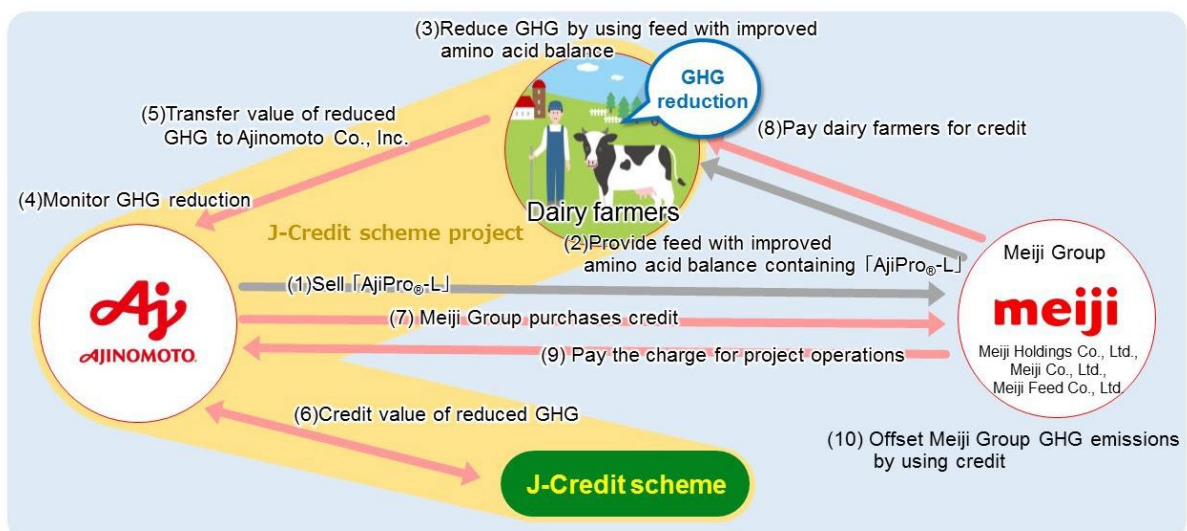 (3)Reduce GHG by using feed with improved
amino acid balance
GHG
reduction
(5)Transfer value of reduced
GHG to Ajinomoto Co., Inc.
(8)Pay dairy farmers for credit
(4)Monitor GHG reduction
Dairy farmers
J-Credit scheme project
(2)Provide feed with improved
amino acid balance containing「AjiPro®-L」
Meiji Group
(1)Sell「AjiPro®-L」
Aj
AJINOMOTO.
(7) Meiji Group purchases credit
meiji
(9) Pay the charge for project operations
Meiji Holdings Co., Ltd.,
Meiji Co., Ltd.,
Meiji Feed Co., Ltd.
(6)Credit value of reduced GHG
(10) Offset Meiji Group GHG emissions
by using credit
J-Credit scheme